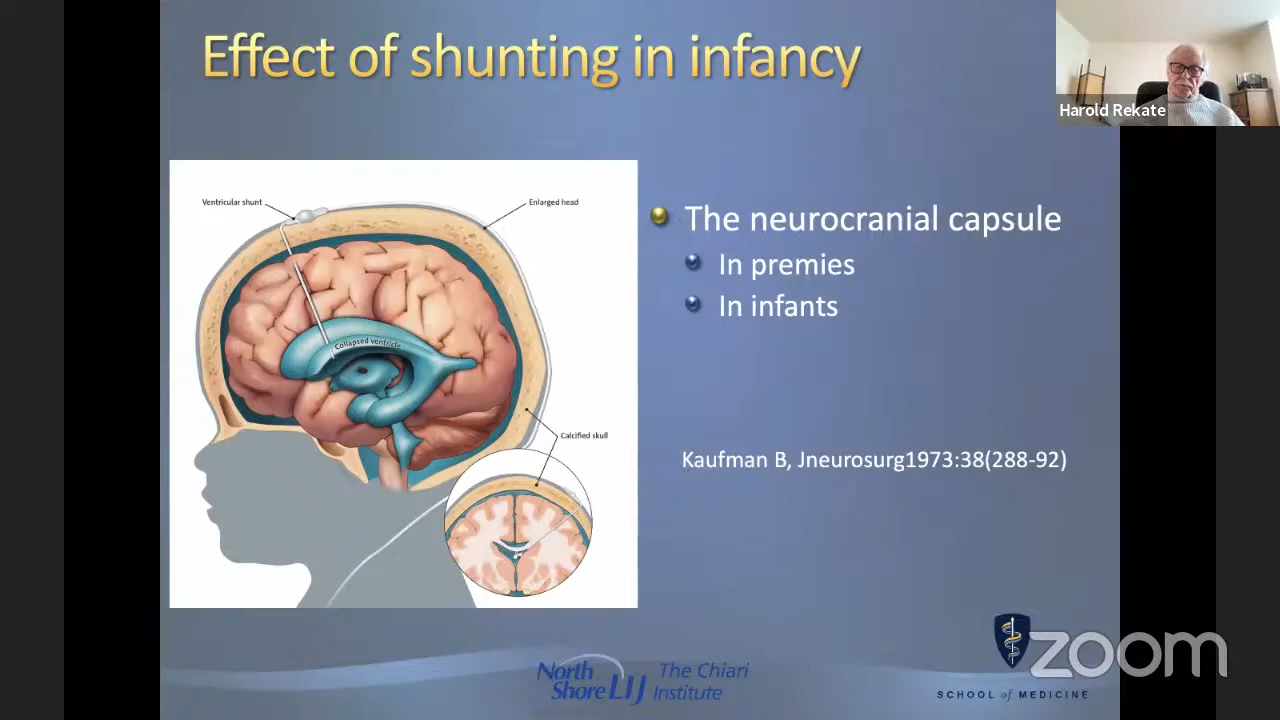 Effect of shunting in infancy
Harold Rekate
Ventricular shunt
Enlarged head
Collapsed ventricle
Calcified skull
The neurocranial capsule
In premies
In infants
Kaufman B, Jneurosurg1973:38(288-92)
North
Shore LIJ
The Chiari
Institute
zoom
SCHOOL of MEDICINE